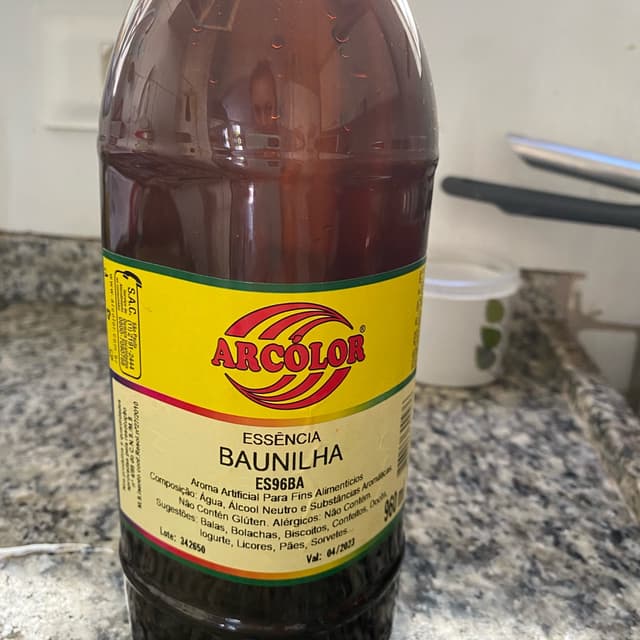 S.A.C.
ARCÓLOR®
ESSÊNCIA
BAUNILHA
ES96BA
Aroma Artificial Para Fins Alimentícios
Composição: Água, Álcool Neutro e Substâncias Aromáticas.
Não Contém Glúten. Alérgicos: Não Contém.
Sugestões: Balas, Bolachas, Biscoitos, Confeitos, Doces,
Iogurte, Licores, Pães, Sorvetes...
960 m
Lote: 342650
Val: 04/2023